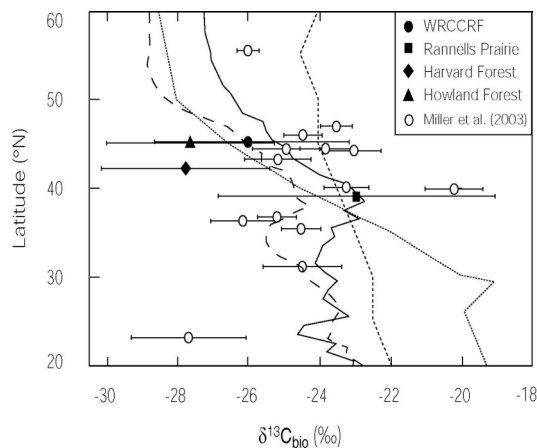 60
50
40
30
20
Latitude (°N)
-30
-28
-26
-24
-22
-20
-18
δ¹³C_bio (‰)
WRCCRF
Rannells Prairie
Harvard Forest
Howland Forest
Miller et al. (2003)